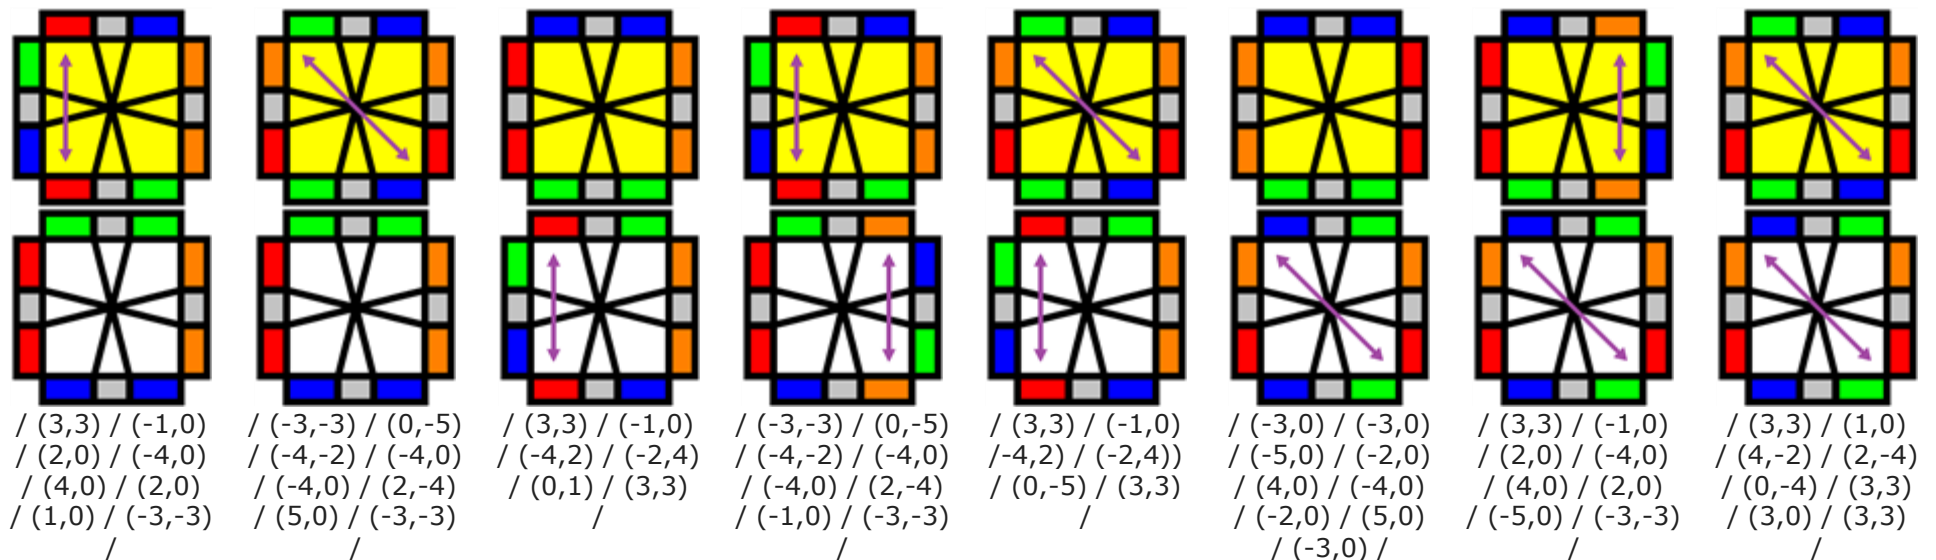 / (3,3) / (-1,0)
/ (2,0) / (-4,0)
/ (4,0) / (2,0)
/ (1,0) / (-3,-3)
/
/ (-3,-3) / (0,-5)
/ (-4,-2) / (-4,0)
/ (-4,0) / (2,-4)
/ (5,0) / (-3,-3)
/
/ (3,3) / (-1,0)
/ (-4,2) / (-2,4)
/ (0,1) / (3,3)
/
/ (-3,-3) / (0,-5)
/ (-4,-2) / (-4,0)
/ (-4,0) / (2,-4)
/ (-1,0) / (-3,-3)
/
/ (3,3) / (-1,0)
/-4,2) / (-2,4))
/ (0,-5) / (3,3)
/
/ (-3,0) / (-3,0)
/ (-5,0) / (-2,0)
/ (4,0) / (-4,0)
/ (-2,0) / (5,0)
/ (-3,0) /
/ (3,3) / (-1,0)
/ (2,0) / (-4,0)
/ (4,0) / (2,0)
/ (-5,0) / (-3,-3)
/
/ (3,3) / (1,0)
/ (4,-2) / (2,-4)
/ (0,-4) / (3,3)
/ (3,0) / (3,3)
/